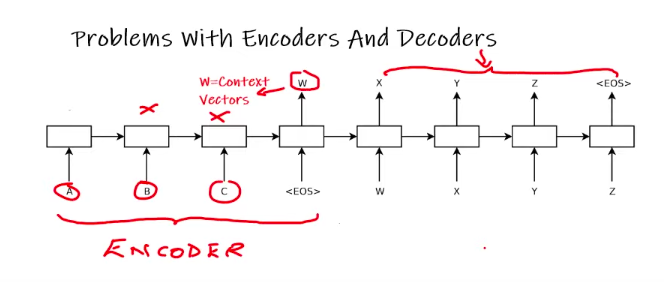 Problems With Encoders And Decoders
W=Context
Vectors
W X Y Z <EOS>
A B C <EOS> W X Y Z
ENCODER